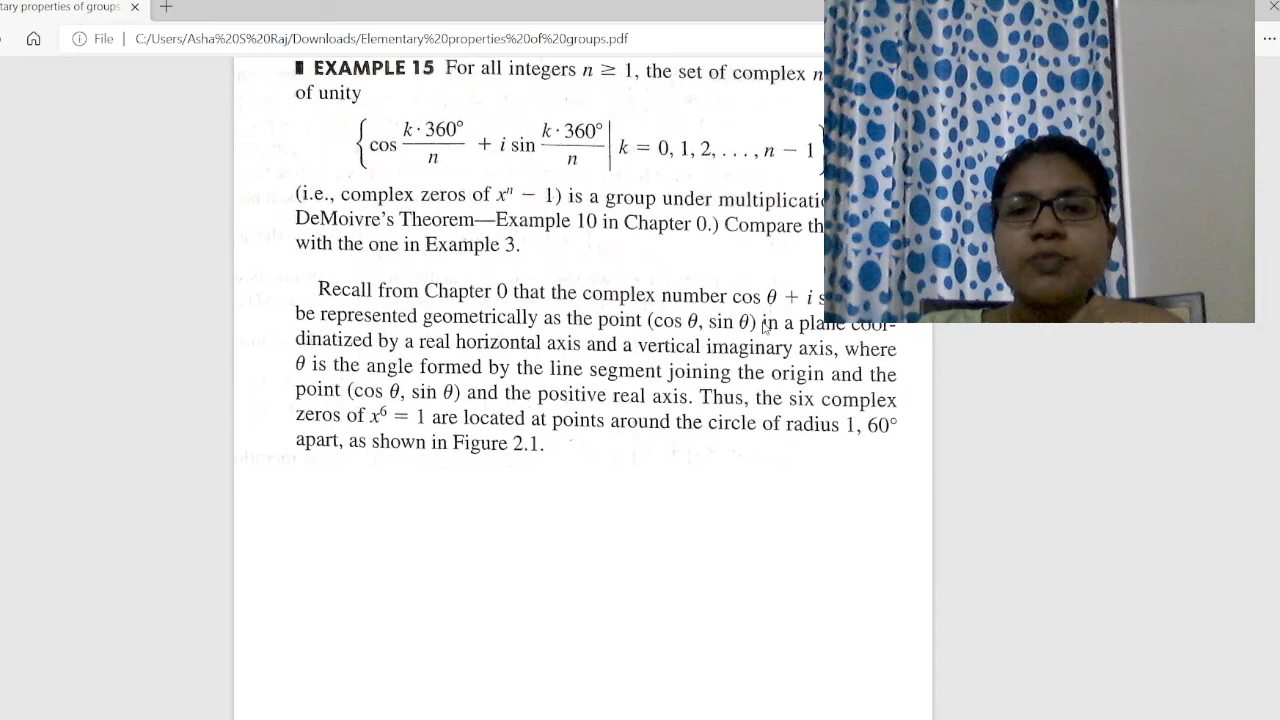 tary properties of groups.
File | C:/Users/Asha%20S%20Raj/Downloads/Elementary%20properties%20of%20groups.pdf
EXAMPLE 15 For all integers n ≥ 1, the set of complex n
of unity
{cos k · 360° / n + i sin k · 360° / n | k = 0, 1, 2, . . . , n − 1
(i.e., complex zeros of xⁿ − 1) is a group under multiplicati
DeMoivre's Theorem—Example 10 in Chapter 0.) Compare th
with the one in Example 3.
Recall from Chapter 0 that the complex number cos θ + i s
be represented geometrically as the point (cos θ, sin θ) in a plane coor-
dinatized by a real horizontal axis and a vertical imaginary axis, where
θ is the angle formed by the line segment joining the origin and the
point (cos θ, sin θ) and the positive real axis. Thus, the six complex
zeros of x⁶ = 1 are located at points around the circle of radius 1, 60°
apart, as shown in Figure 2.1.